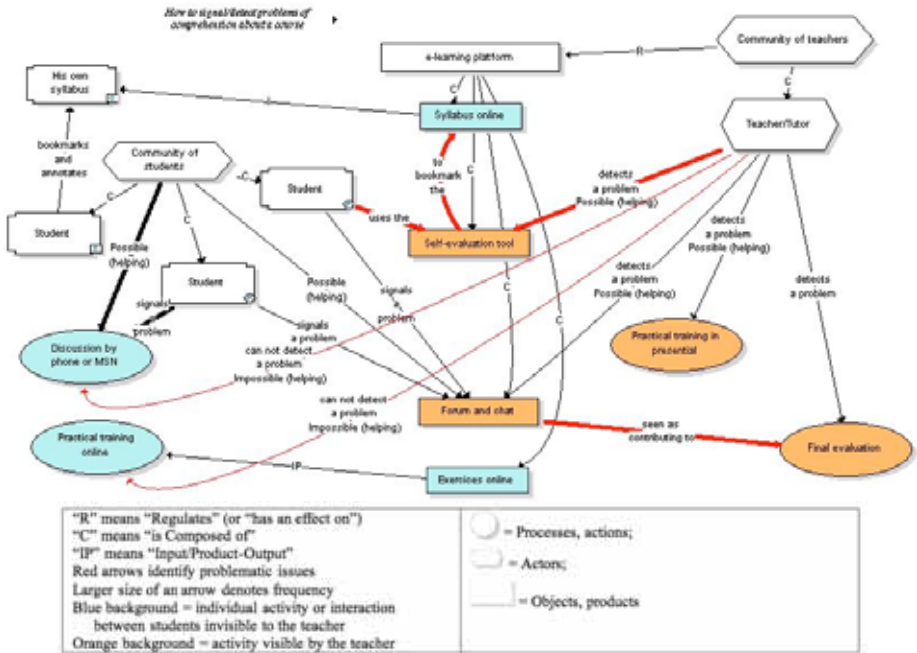 How to signal/detect problems of
comprehension about a course
Community of teachers
e-learning platform
R
His own
syllabus
C
C
Syllabus online
Teacher/Tutor
bookmarks
and
annotates
Community of
students
to
bookmark
the
C
detects
a problem
Possible (helping)
C
Student
C
uses the
Student
C
Self-evaluation tool
detects
a problem
Possible (helping)
Possible
(helping)
Student
Possible
(helping)
detects
a problem
Possible (helping)
detects
a problem
signals
a
problem
signals
problem
C
C
signals
a problem
Discussion by
phone or MSN
can not detect
a problem
Impossible (helping)
Practical training in
presential
can not detect
a problem
Impossible (helping)
Forum and chat
seen as
contributing to
Practical training
online
Final evaluation
IP
Exercices online
"R" means "Regulates" (or "has an effect on")
"C" means "is Composed of"
"IP" means "Input/Product-Output"
Red arrows identify problematic issues
Larger size of an arrow denotes frequency
Blue background = individual activity or interaction
between students invisible to the teacher
Orange background = activity visible by the teacher
= Processes, actions;
= Actors;
= Objects, products